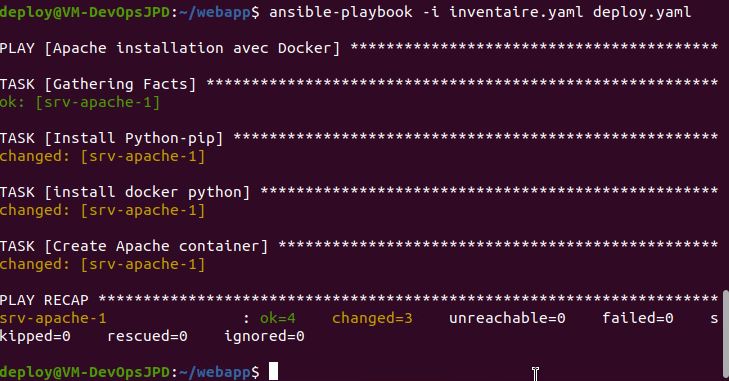 deploy@VM-DevOpsJPD:~/webapp$ ansible-playbook -i inventaire.yaml deploy.yaml
PLAY [Apache installation avec Docker] *****************************************
TASK [Gathering Facts] *********************************************************
ok: [srv-apache-1]
TASK [Install Python-pip] ******************************************************
changed: [srv-apache-1]
TASK [install docker python] ***************************************************
changed: [srv-apache-1]
TASK [Create Apache container] *************************************************
changed: [srv-apache-1]
PLAY RECAP *********************************************************************
srv-apache-1               : ok=4    changed=3    unreachable=0    failed=0    s
kipped=0    rescued=0    ignored=0
deploy@VM-DevOpsJPD:~/webapp$